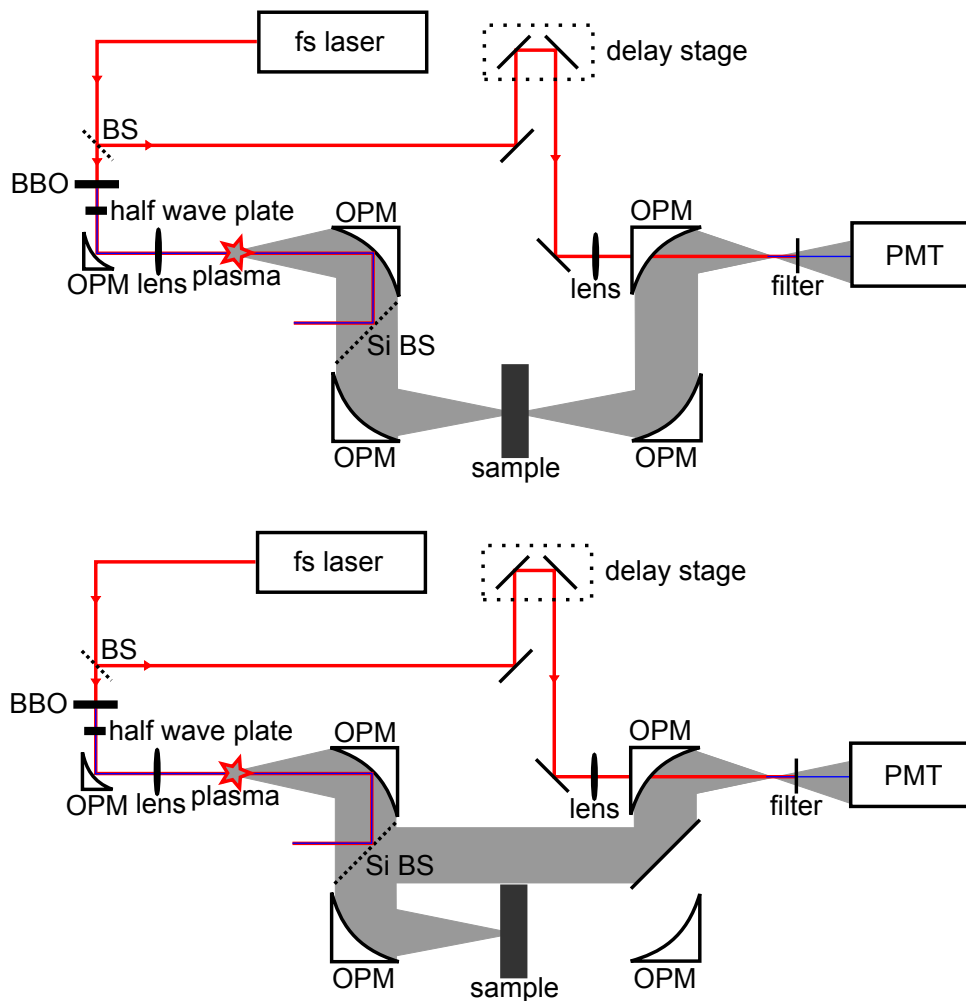 fs laser
delay stage
BS
BBO
half wave plate
OPM
OPM
OPM
lens
plasma
lens
filter
PMT
Si BS
OPM
OPM
sample
fs laser
delay stage
BS
BBO
half wave plate
OPM
OPM
OPM
lens
plasma
lens
filter
PMT
Si BS
OPM
OPM
sample